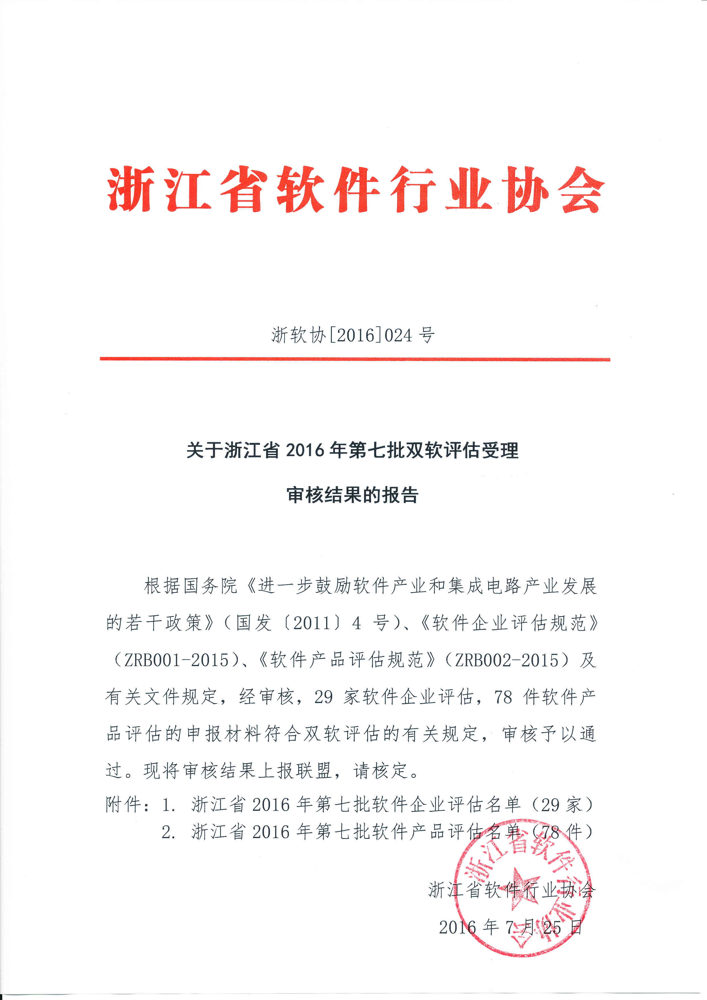 浙江省软件行业协会
浙软协[2016]024 号
关于浙江省 2016 年第七批双软评估受理
审核结果的报告
根据国务院《进一步鼓励软件产业和集成电路产业发展
的若干政策》（国发〔2011〕4 号）、《软件企业评估规范》
（ZRB001-2015）、《软件产品评估规范》（ZRB002-2015）及
有关文件规定，经审核，29 家软件企业评估，78 件软件产
品评估的申报材料符合双软评估的有关规定，审核予以通
过。现将审核结果上报联盟，请核定。
附件：1. 浙江省 2016 年第七批软件企业评估名单（29 家）
2. 浙江省 2016 年第七批软件产品评估名单（78 件）
浙江省软件行业协会
2016 年 7 月 25 日
浙江省软件行业协会